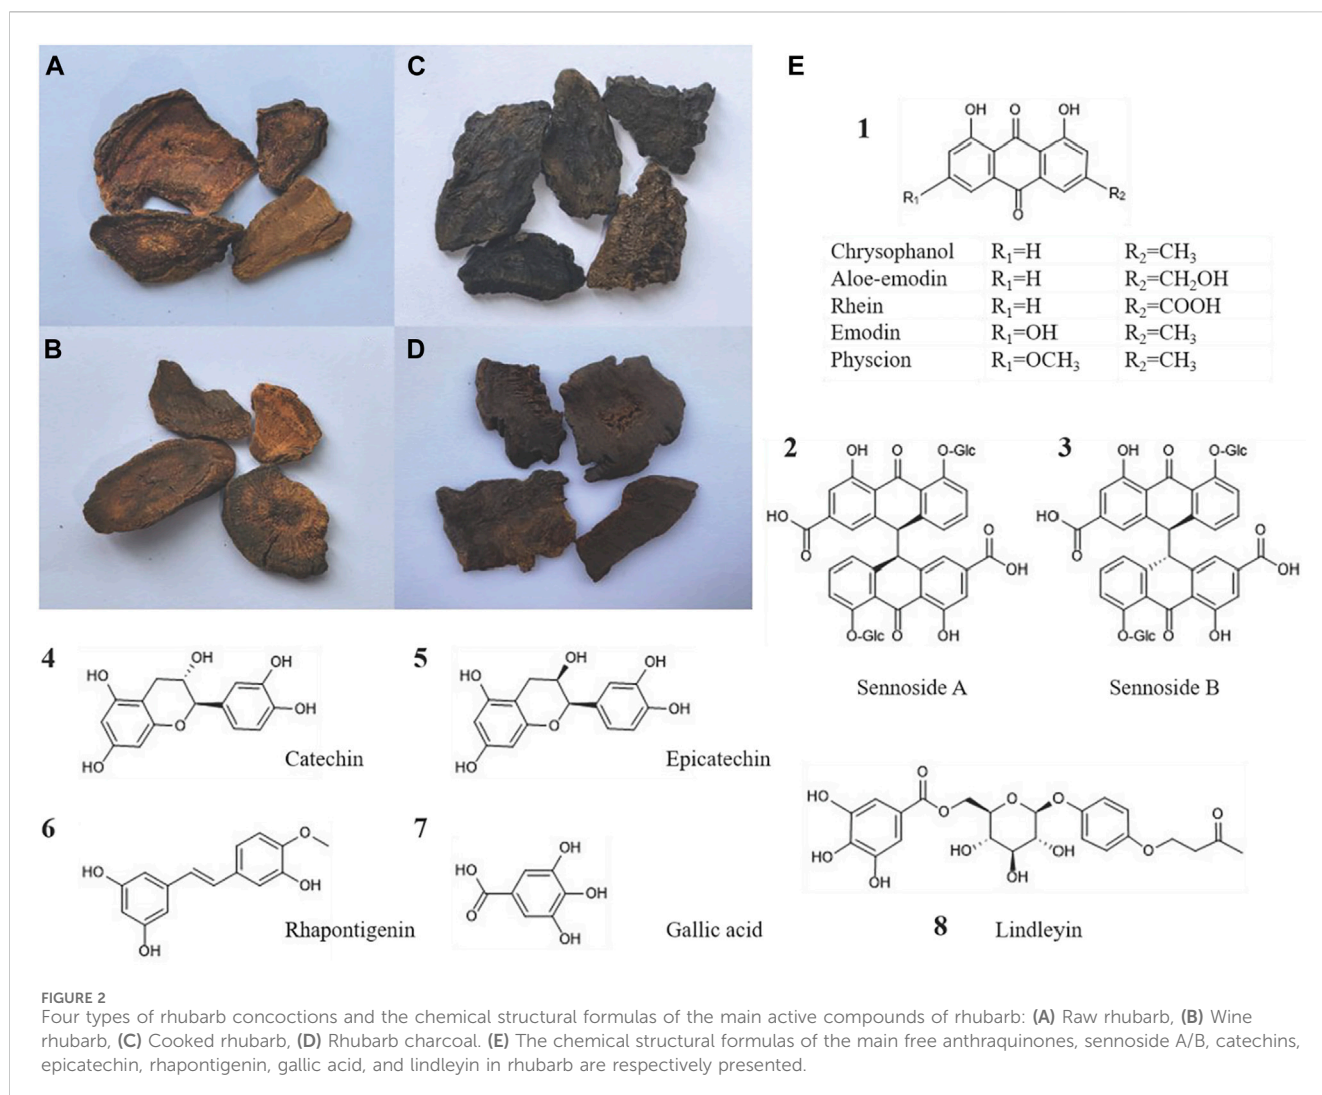 A
B
C
D
E
1
OH O OH
R₁ R₂
O
Chrysophanol R₁=H R₂=CH₃
Aloe-emodin R₁=H R₂=CH₂OH
Rhein R₁=H R₂=COOH
Emodin R₁=OH R₂=CH₃
Physcion R₁=OCH₃ R₂=CH₃
2
OH O O-Glc
HO
O
O
OH
O-Glc O OH
Sennoside A
3
OH O O-Glc
HO
O
O
OH
O-Glc O OH
Sennoside B
4
OH
HO
OH
OH
O
HO
Catechin
5
OH
HO
OH
OH
O
HO
Epicatechin
6
O
HO
OH
OH
Rhapontigenin
7
OH
HO
OH
O
OH
Gallic acid
O
HO
O
O
O
O
HO
HO
OH
O
OH
OH
8 Lindleyin
FIGURE 2
Four types of rhubarb concoctions and the chemical structural formulas of the main active compounds of rhubarb: (A) Raw rhubarb, (B) Wine
rhubarb, (C) Cooked rhubarb, (D) Rhubarb charcoal. (E) The chemical structural formulas of the main free anthraquinones, sennoside A/B, catechins,
epicatechin, rhapontigenin, gallic acid, and lindleyin in rhubarb are respectively presented.